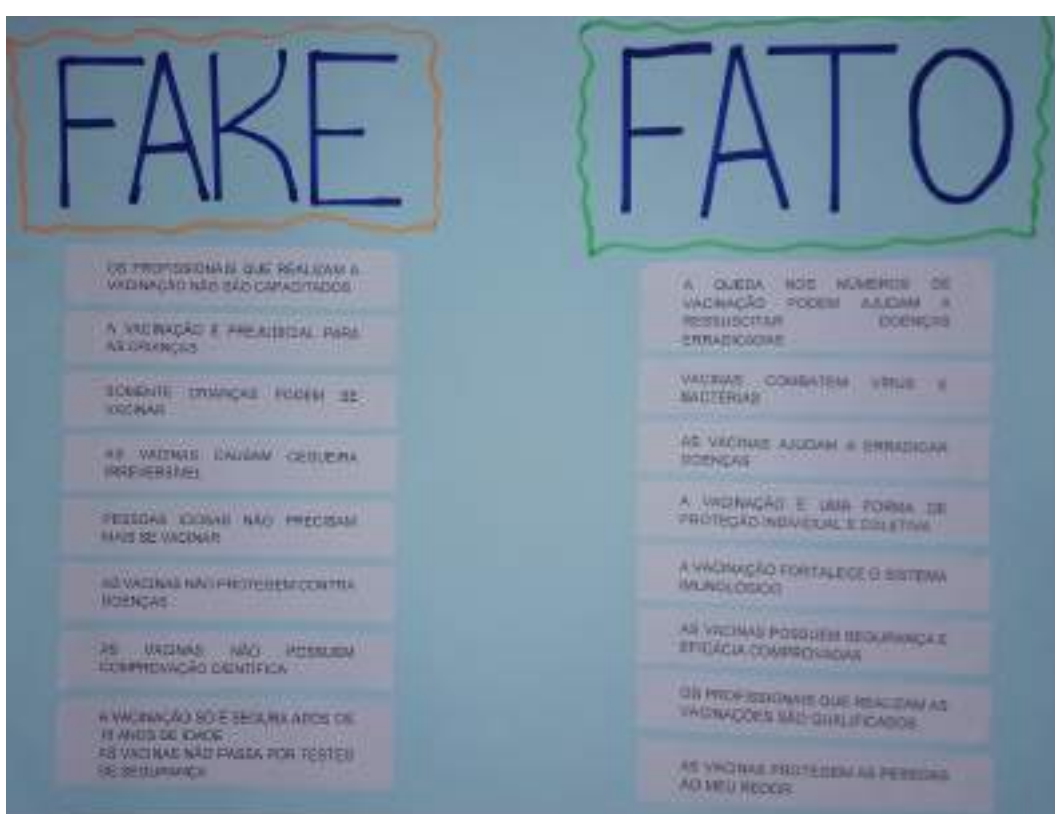 FAKE
OS PROFISSIONAIS QUE REALIZAM A
VACINAÇÃO NÃO SÃO CAPACITADOS
A VACINAÇÃO É PREJUDICIAL PARA
AS CRIANÇAS
SOMENTE CRIANÇAS PODEM SE
VACINAR
AS VACINAS CAUSAM CEGUEIRA
IRREVERSÍVEL
PESSOAS IDOSAS NÃO PRECISAM
MAIS SE VACINAR
AS VACINAS NÃO PROTEGEM CONTRA
DOENÇAS
AS VACINAS NÃO POSSUEM
COMPROVAÇÃO CIENTÍFICA
A VACINAÇÃO SÓ É SEGURA APÓS OS
ANOS DE IDADE
AS VACINAS NÃO PASSA POR TESTES
DE SEGURANÇA
FATO
A QUEDA NOS NÚMEROS DE
VACINAÇÃO PODEM AJUDAM A
RESSUSCITAR DOENÇAS
ERRADICADAS
VACINAS COMBATEM VÍRUS E
BACTÉRIAS
AS VACINAS AJUDAM A ERRADICAR
DOENÇAS
A VACINAÇÃO É UMA FORMA DE
PROTEÇÃO INDIVIDUAL E COLETIVA
A VACINAÇÃO FORTALECE O SISTEMA
IMUNOLÓGICO
AS VACINAS POSSUEM SEGURANÇA E
EFICÁCIA COMPROVADAS
OS PROFISSIONAIS QUE REALIZAM AS
VACINAÇÕES SÃO QUALIFICADOS
AS VACINAS PROTEGEM AS PESSOAS
AO MEU REDOR